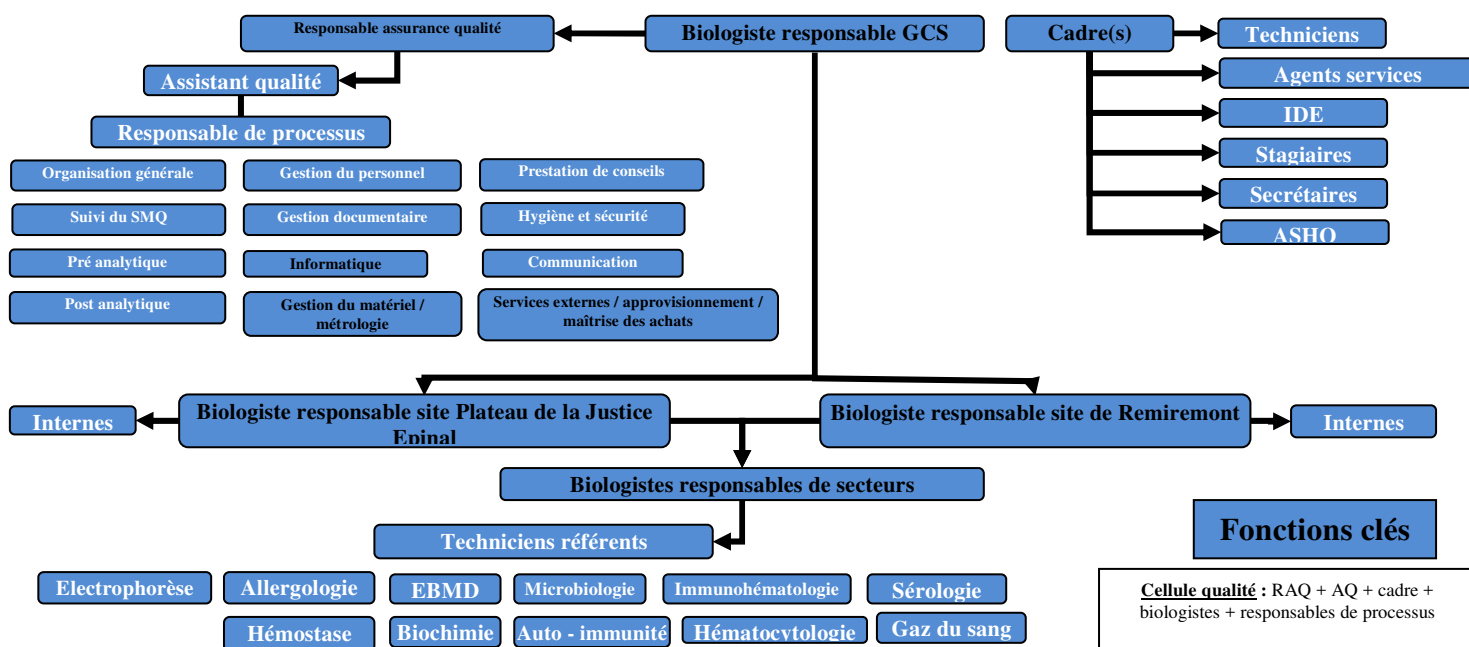 Responsable assurance qualité
Biologiste responsable GCS
Cadre(s)
Techniciens
Assistant qualité
Agents services
Responsable de processus
IDE
Organisation générale
Gestion du personnel
Prestation de conseils
Stagiaires
Suivi du SMQ
Gestion documentaire
Hygiène et sécurité
Secrétaires
Pré analytique
Informatique
Communication
ASHQ
Post analytique
Gestion du matériel /
métrologie
Services externes / approvisionnement /
maîtrise des achats
Internes
Biologiste responsable site Plateau de la Justice
Epinal
Biologiste responsable site de Remiremont
Internes
Biologistes responsables de secteurs
Techniciens référents
Fonctions clés
Electrophorèse
Allergologie
EBMD
Microbiologie
Immunohématologie
Sérologie
Hémostase
Biochimie
Auto - immunité
Hématocytologie
Gaz du sang
Cellule qualité : RAQ + AQ + cadre +
biologistes + responsables de processus